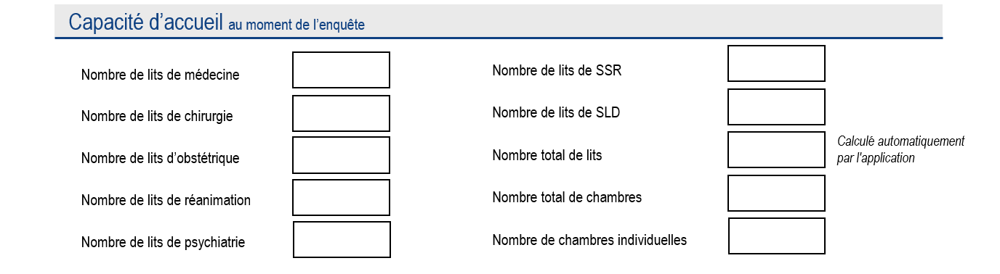 Capacité d’accueil au moment de l’enquête
Nombre de lits de médecine
Nombre de lits de chirurgie
Nombre de lits d’obstétrique
Nombre de lits de réanimation
Nombre de lits de psychiatrie
Nombre de lits de SSR
Nombre de lits de SLD
Nombre total de lits
Calculé automatiquement
par l'application
Nombre total de chambres
Nombre de chambres individuelles